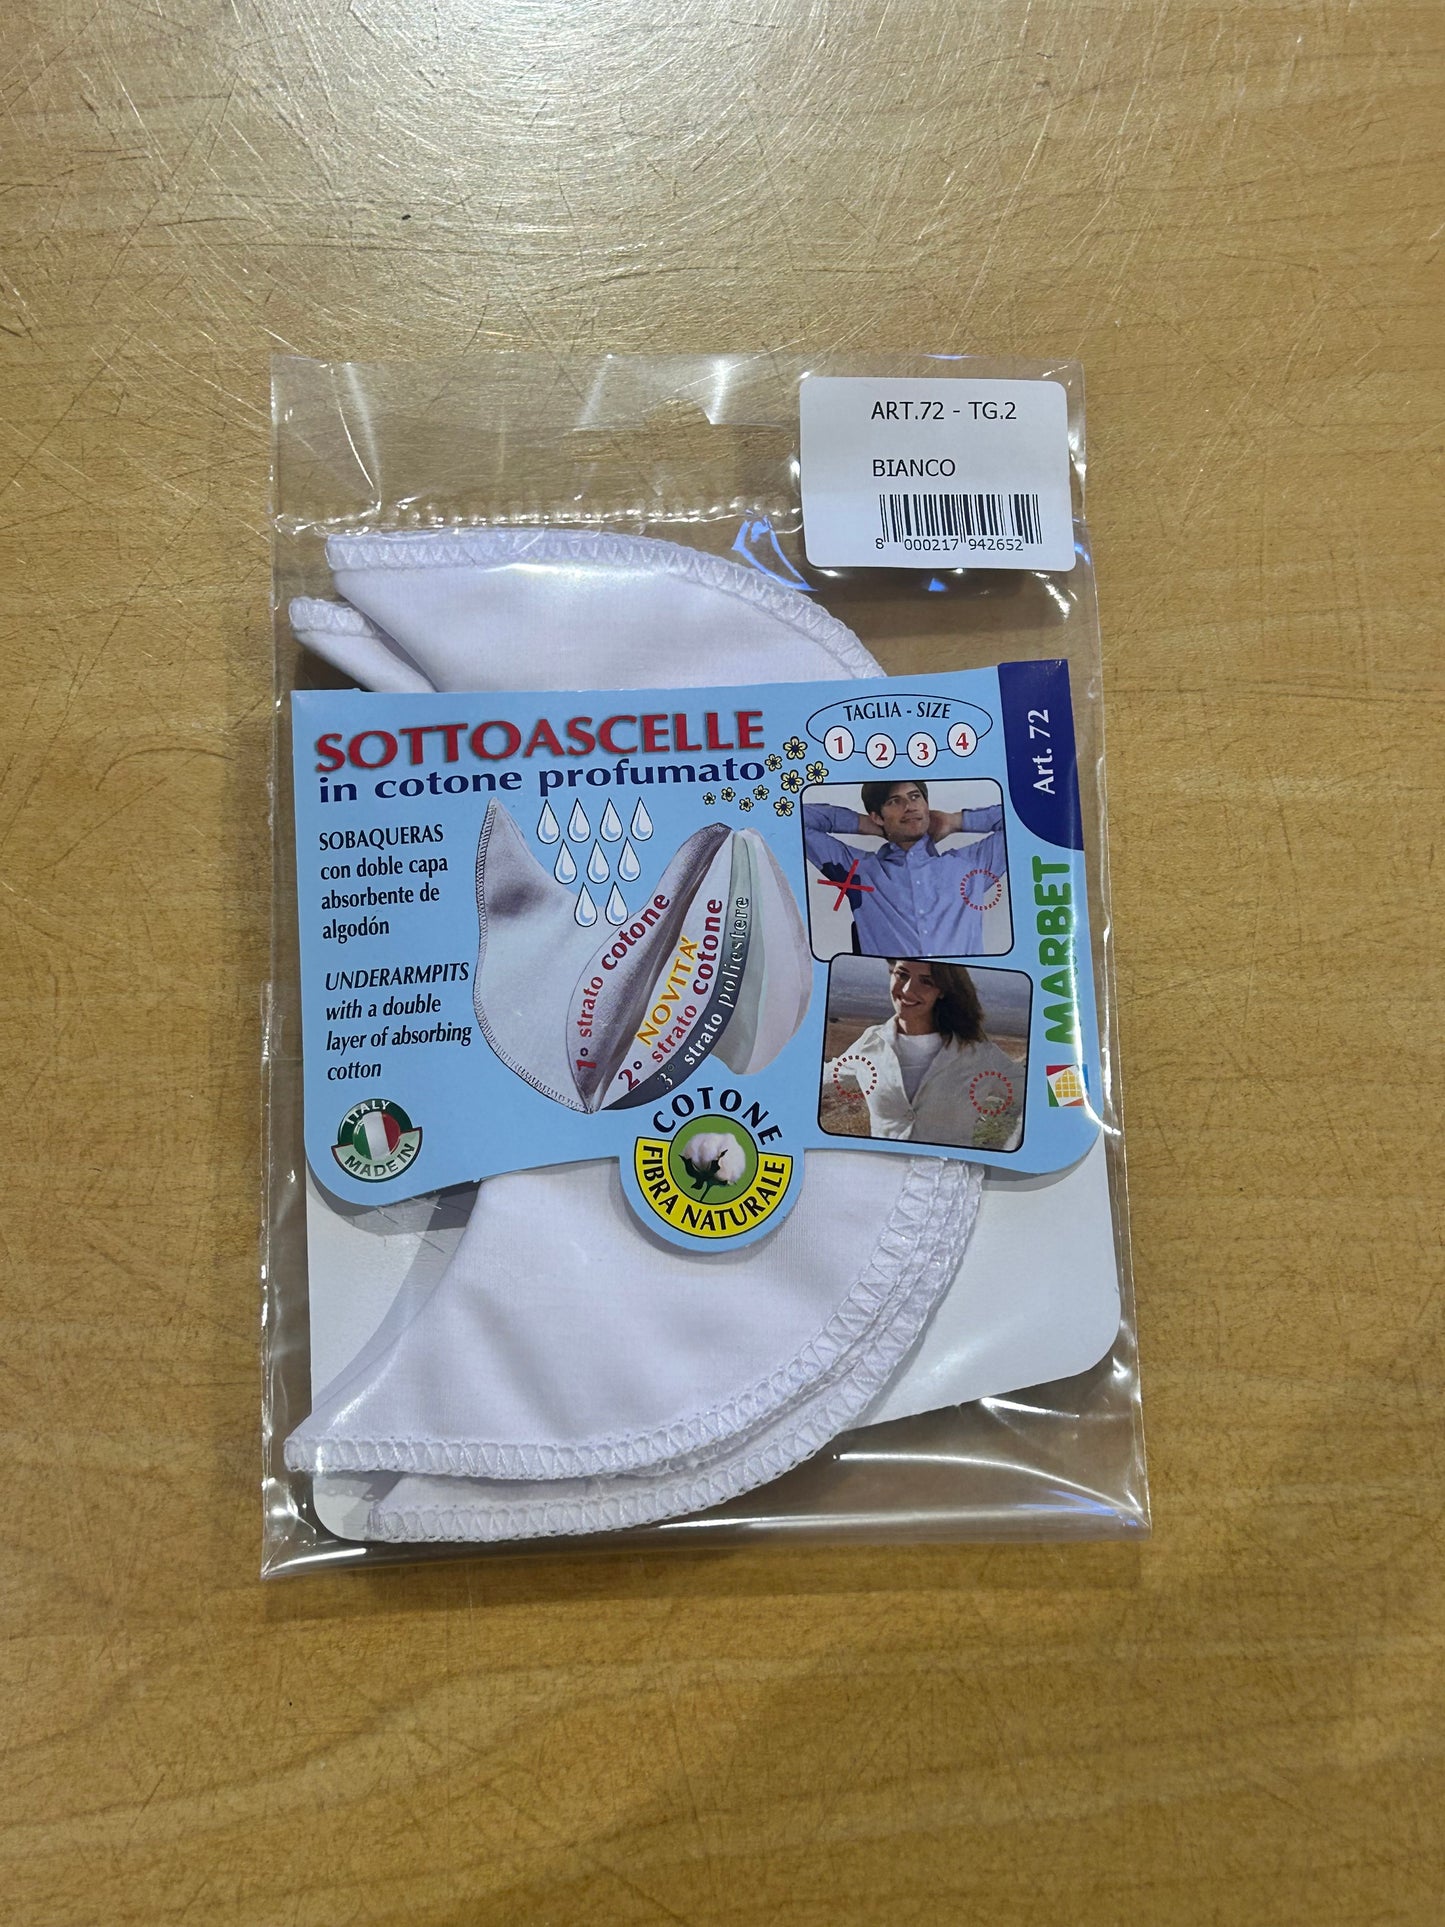 ART.72 - TG.2
BIANCO
8 000217 942652
SOTTOASCELLE
in cotone profumato
TAGLIA - SIZE
1 2 3 4
Art. 72
MARBET
SOBAQUERAS
con doble capa
absorbente de
algodón
UNDERARMPITS
with a double
layer of absorbing
cotton
1° strato cotone
NOVITA'
2° strato cotone
3° strato poliestere
ITALY
MADE IN
COTONE
FIBRA NATURALE